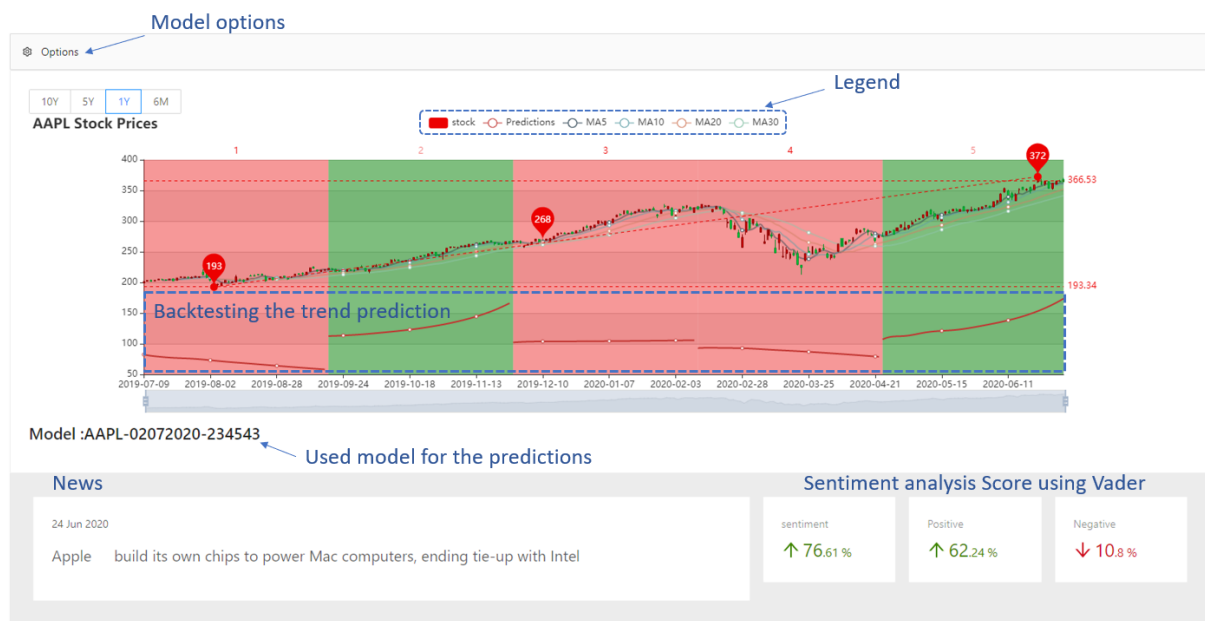 Model options
Options
Legend
10Y 5Y 1Y 6M
AAPL Stock Prices
stock Predictions MA5 MA10 MA20 MA30
1 2 3 4 5
400
350
300
250
200
150
100
50
372
366.53
268
193
193.34
Backtesting the trend prediction
2019-07-09 2019-08-02 2019-08-28 2019-09-24 2019-10-18 2019-11-13 2019-12-10 2020-01-07 2020-02-03 2020-02-28 2020-03-25 2020-04-21 2020-05-15 2020-06-11
Model :AAPL-02072020-234543
Used model for the predictions
News
Sentiment analysis Score using Vader
24 Jun 2020
Apple build its own chips to power Mac computers, ending tie-up with Intel
sentiment
76.61 %
Positive
62.24 %
Negative
10.8 %